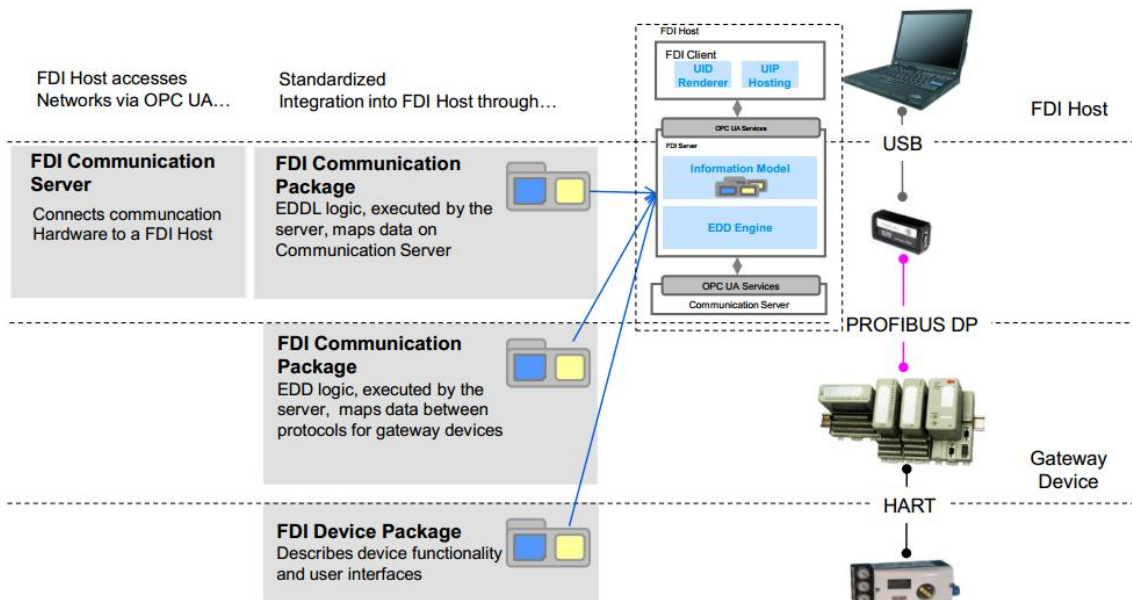 FDI Host accesses
Networks via OPC UA…
Standardized
Integration into FDI Host through…
FDI Host
FDI Client
UID
Renderer
UIP
Hosting
OPC UA Services
FDI Server
Information Model
EDD Engine
OPC UA Services
Communication Server
FDI Host
USB
FDI Communication
Server
Connects communcation
Hardware to a FDI Host
FDI Communication
Package
EDDL logic, executed by the
server, maps data on
Communication Server
PROFIBUS DP
FDI Communication
Package
EDD logic, executed by the
server, maps data between
protocols for gateway devices
Gateway
Device
HART
FDI Device Package
Describes device functionality
and user interfaces